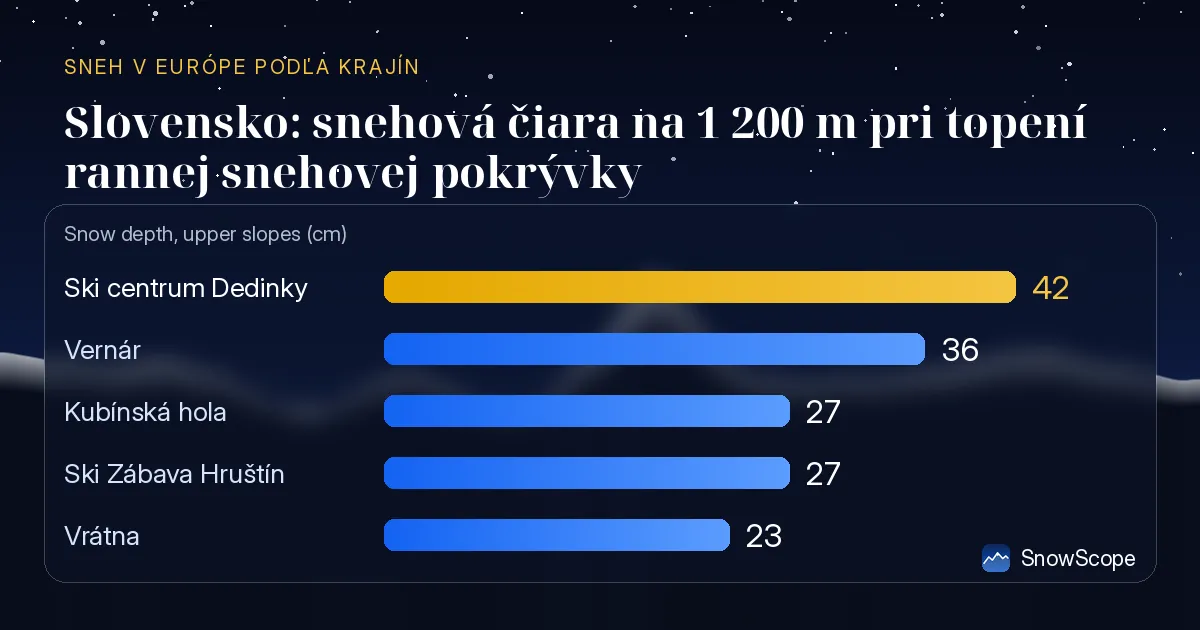 SNEH V EURÓPE PODĽA KRAJÍN
Slovensko: snehová čiara na 1 200 m pri topení
rannej snehovej pokrývky
Snow depth, upper slopes (cm)
Ski centrum Dedinky 42
Vernár 36
Kubínská hola 27
Ski Zábava Hruštín 27
Vrátna 23
SnowScope